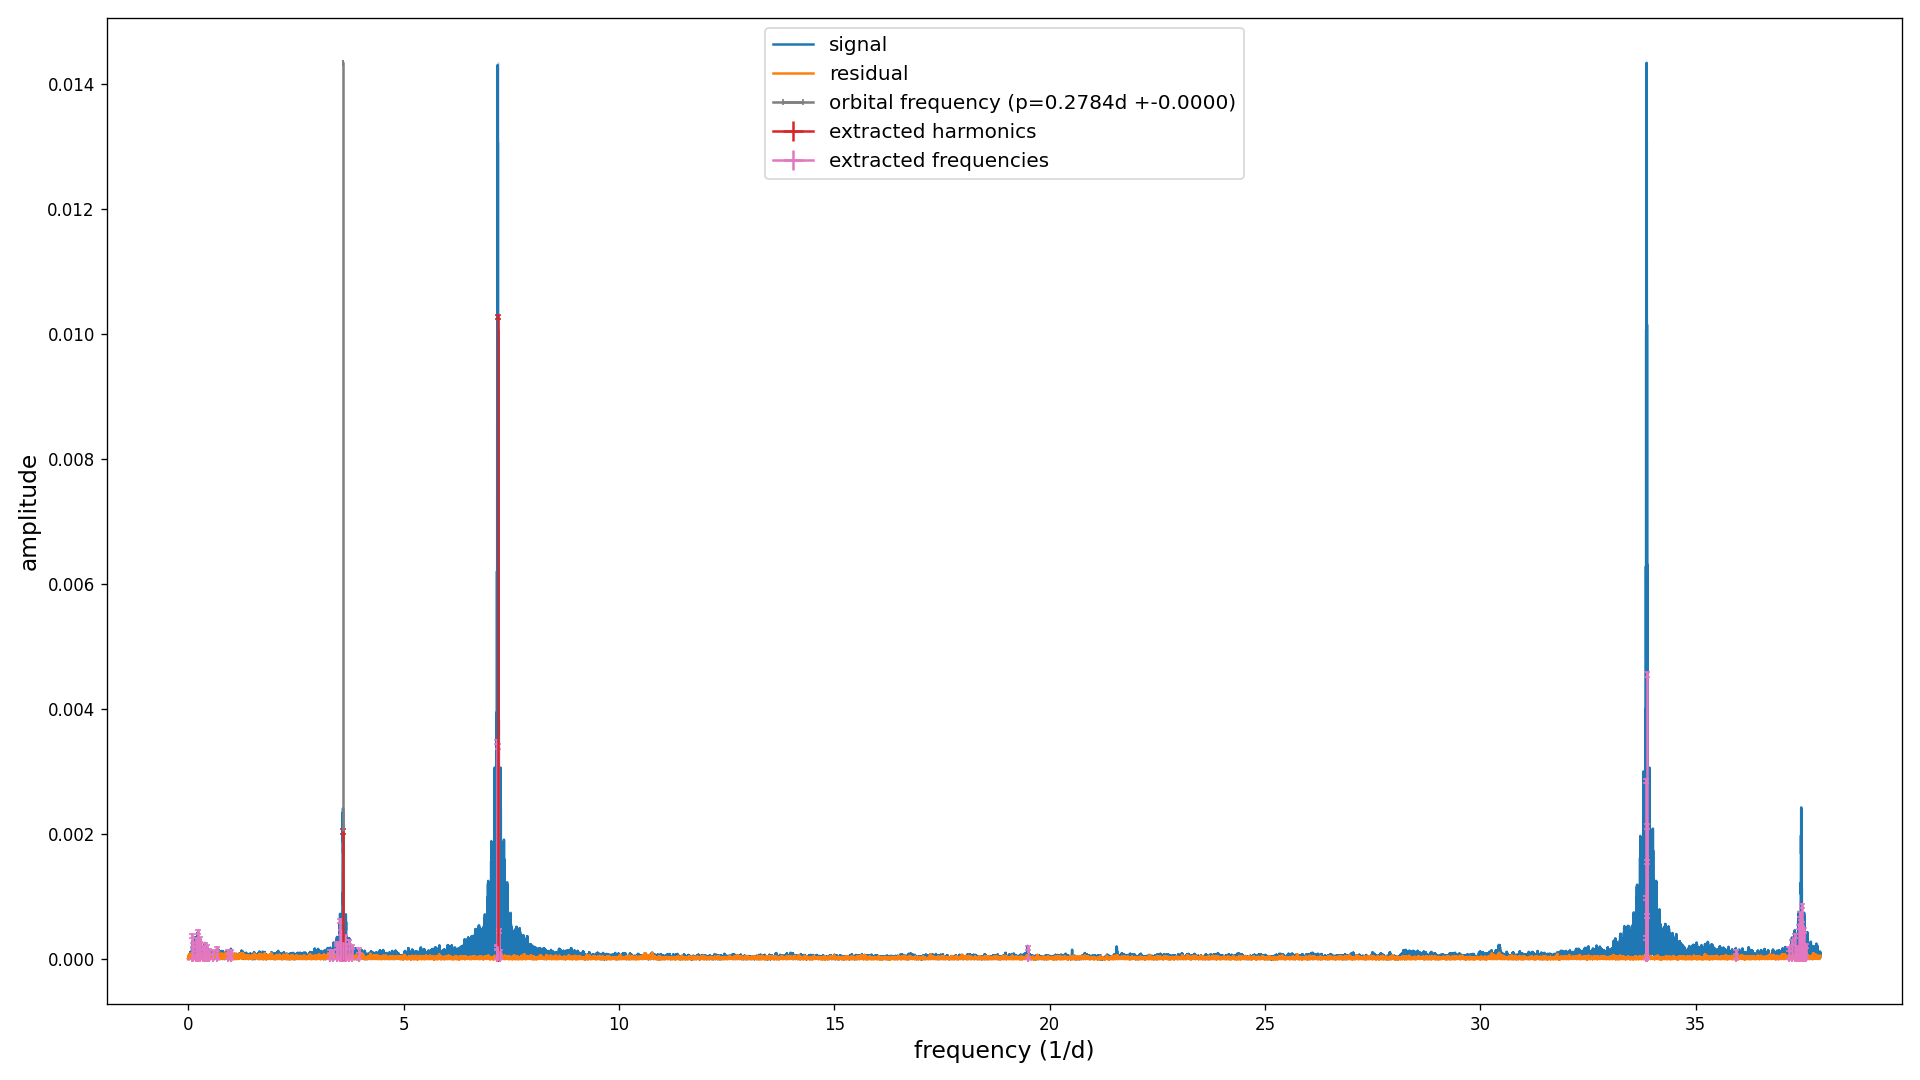 signal
residual
orbital frequency (p=0.2784d +-0.0000)
extracted harmonics
extracted frequencies
amplitude
0.014
0.012
0.010
0.008
0.006
0.004
0.002
0.000
0 5 10 15 20 25 30 35
frequency (1/d)